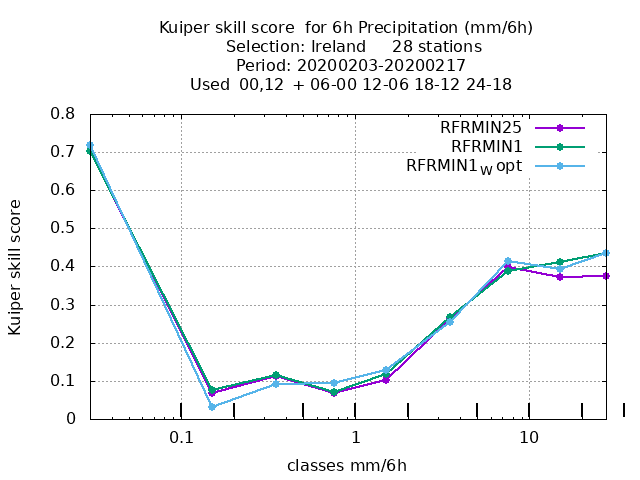 Kuiper skill score  for 6h Precipitation (mm/6h)
Selection: Ireland     28 stations
Period: 20200203-20200217
Used  00,12  + 06-00 12-06 18-12 24-18
RFRMIN25
RFRMIN1
RFRMIN1w opt
0.8
0.7
0.6
0.5
0.4
0.3
0.2
0.1
0
Kuiper skill score
0.1 1 10
classes mm/6h